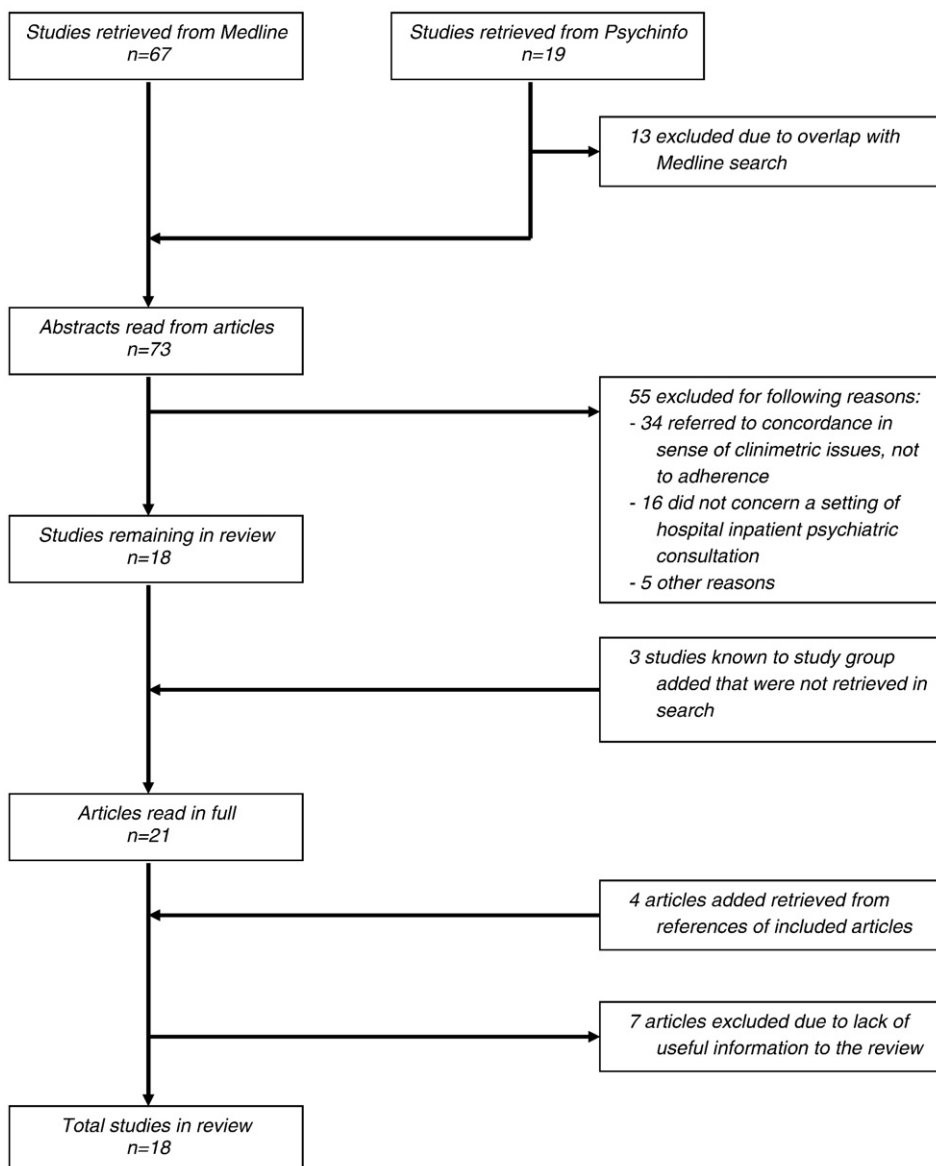 Studies retrieved from Medline
n=67
Studies retrieved from Psychinfo
n=19
13 excluded due to overlap with
Medline search
Abstracts read from articles
n=73
55 excluded for following reasons:
- 34 referred to concordance in
sense of clinimetric issues, not
to adherence
- 16 did not concern a setting of
hospital inpatient psychiatric
consultation
- 5 other reasons
Studies remaining in review
n=18
3 studies known to study group
added that were not retrieved in
search
Articles read in full
n=21
4 articles added retrieved from
references of included articles
7 articles excluded due to lack of
useful information to the review
Total studies in review
n=18